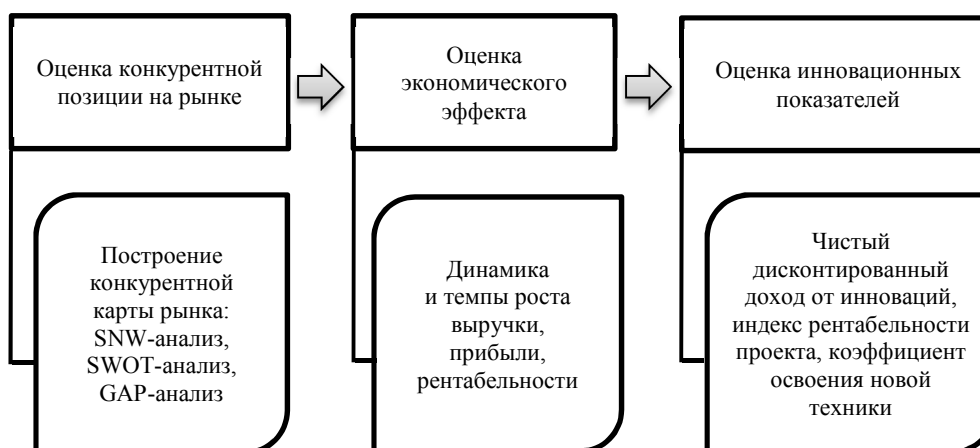 Оценка конкурентной
позиции на рынке
Оценка
экономического
эффекта
Оценка инновационных
показателей
Построение
конкурентной
карты рынка:
SNW-анализ,
SWOT-анализ,
GAP-анализ
Динамика
и темпы роста
выручки,
прибыли,
рентабельности
Чистый
дисконтированный
доход от инноваций,
индекс рентабельности
проекта, коэффициент
освоения новой
техники